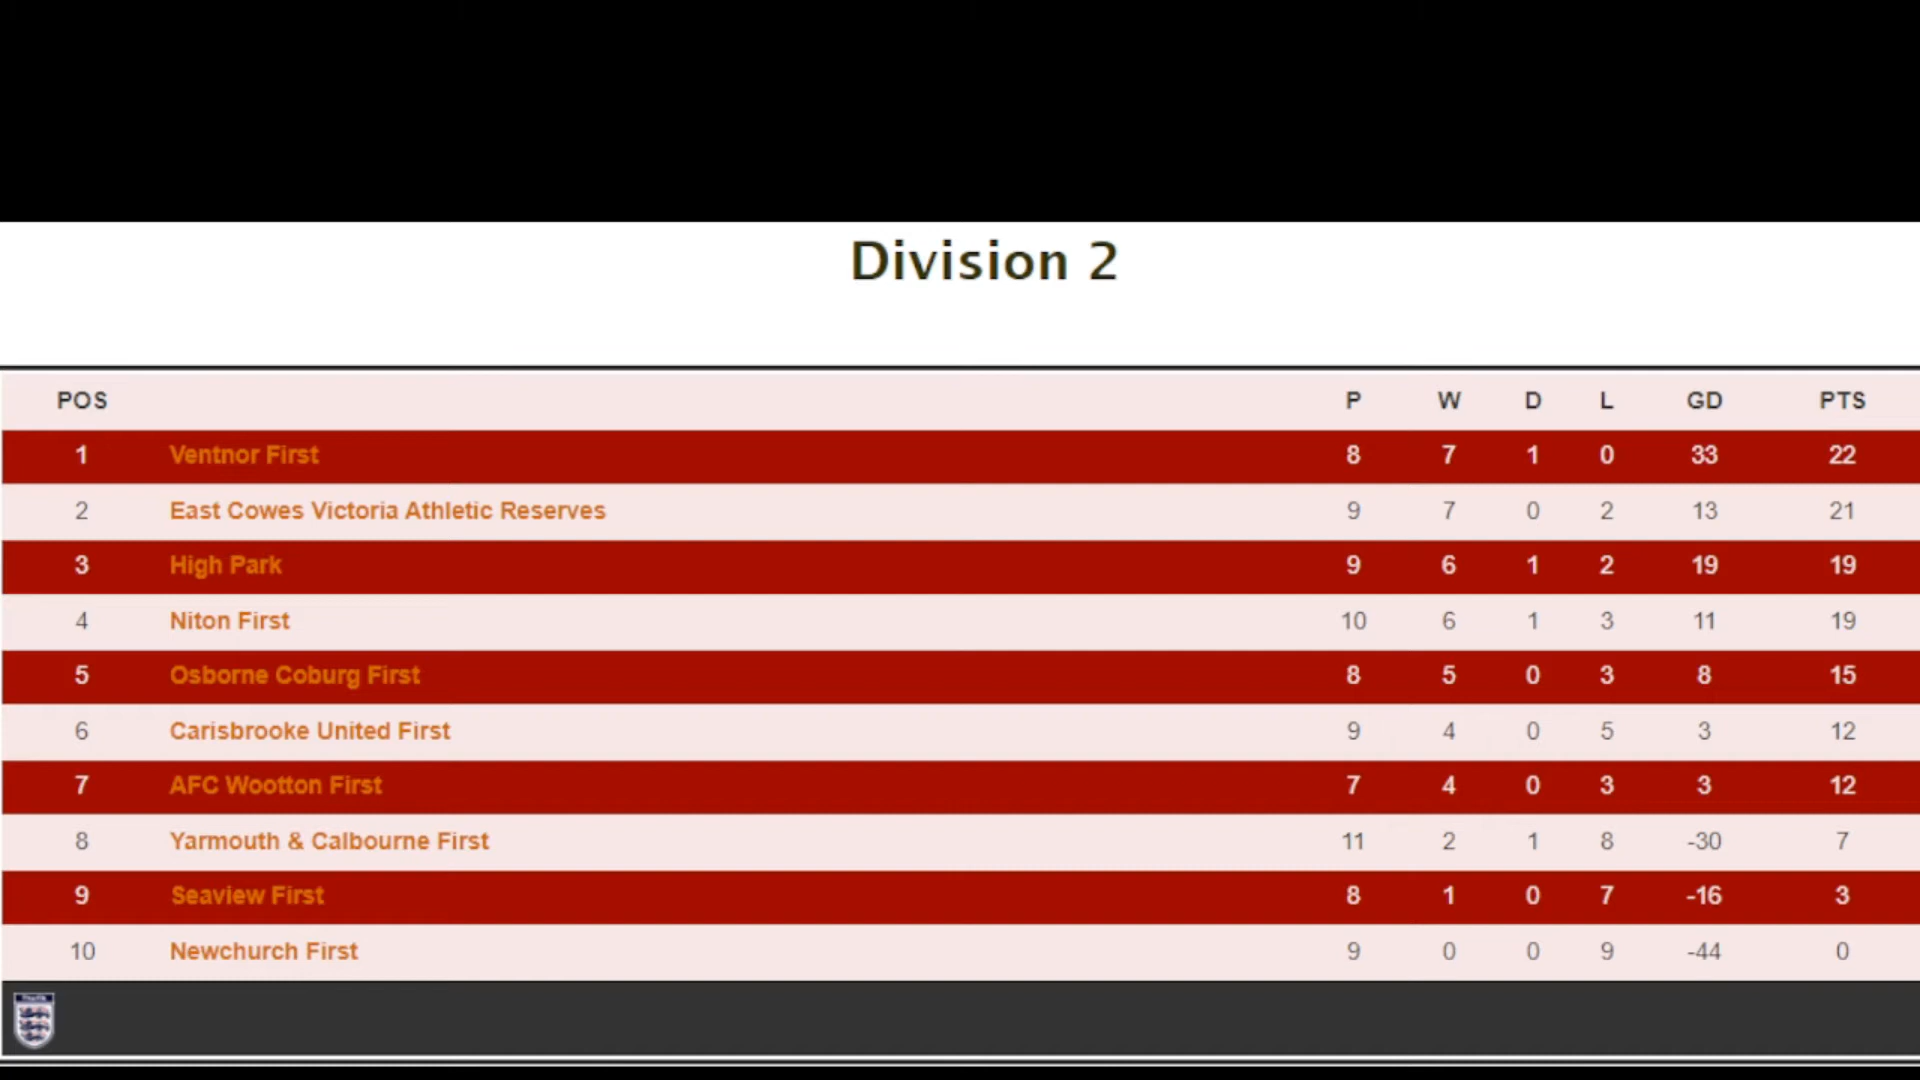 Division 2
POS P W D L GD PTS
1 Ventnor First 8 7 1 0 33 22
2 East Cowes Victoria Athletic Reserves 9 7 0 2 13 21
3 High Park 9 6 1 2 19 19
4 Niton First 10 6 1 3 11 19
5 Osborne Coburg First 8 5 0 3 8 15
6 Carisbrooke United First 9 4 0 5 3 12
7 AFC Wootton First 7 4 0 3 3 12
8 Yarmouth & Calbourne First 11 2 1 8 -30 7
9 Seaview First 8 1 0 7 -16 3
10 Newchurch First 9 0 0 9 -44 0